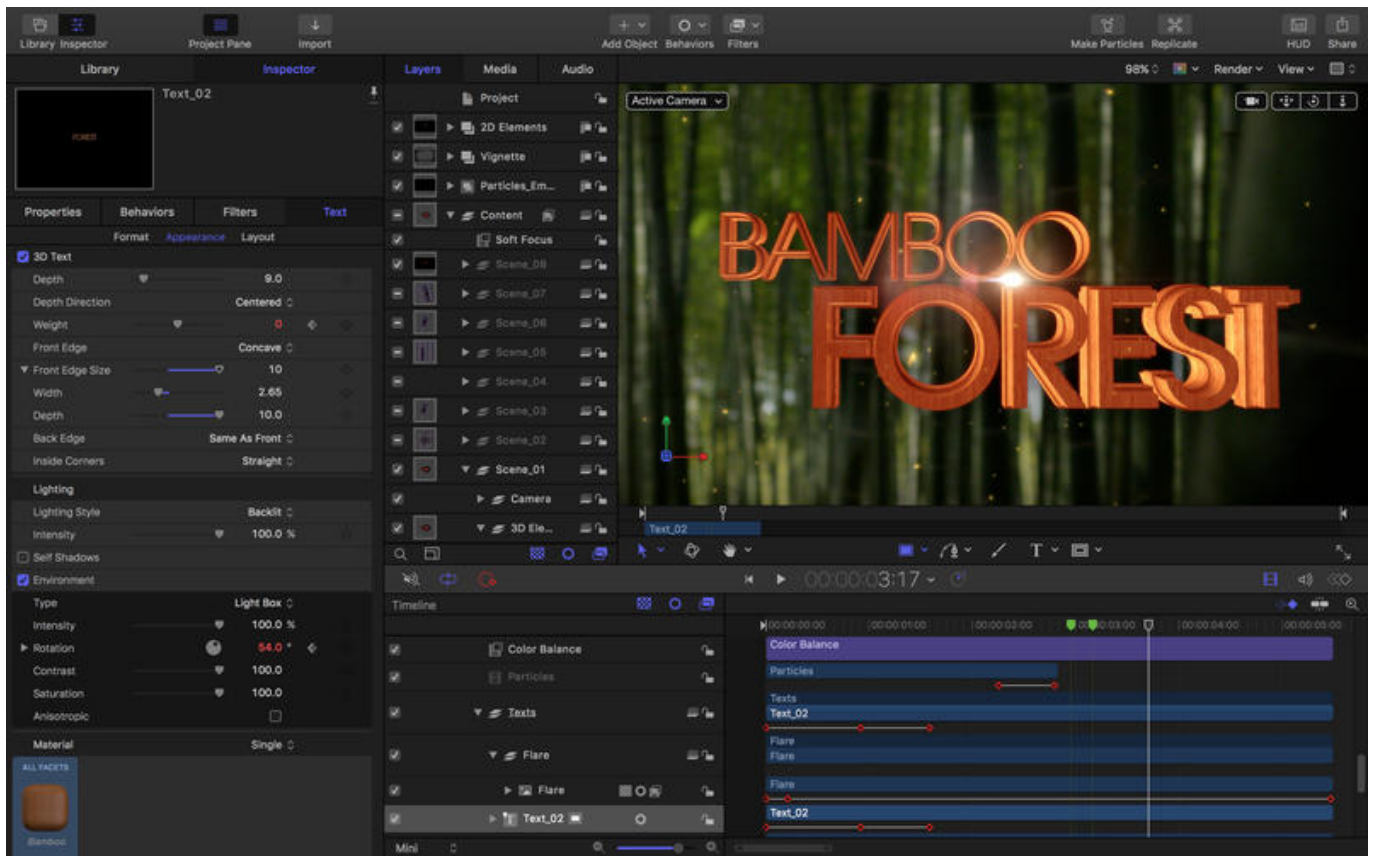 Library Inspector
Project Pane
Import
Add Object Behaviors Filters
Make Particles Replicate
HUD
Share
Library
Inspector
Text_02
FOREST
Properties
Behaviors
Filters
Text
Format Appearance Layout
3D Text
Depth 9.0
Depth Direction Centered
Weight 0
Front Edge Concave
Front Edge Size 10
Width 2.65
Depth 10.0
Back Edge Same As Front
Inside Corners Straight
Lighting
Lighting Style Backlit
Intensity 100.0 %
Self Shadows
Environment
Type Light Box
Intensity 100.0 %
Rotation 54.0 °
Contrast 100.0
Saturation 100.0
Anisotropic
Material Single
ALL FACETS
Bamboo
Layers
Media
Audio
Project
2D Elements
Vignette
Particles_Em...
Content
Soft Focus
Scene_08
Scene_07
Scene_06
Scene_05
Scene_04
Scene_03
Scene_02
Scene_01
Camera
3D Ele...
98%
Render
View
Active Camera
BAMBOO
FOREST
Text_02
T
00:00:00:03:17
Timeline
00:00:00:00 00:00:01:00 00:00:02:00 00:00:03:00 00:00:04:00 00:00:05:00
Color Balance
Color Balance
Particles
Particles
Texts
Texts
Text_02
Flare
Flare
Flare
Flare
Flare
Text_02
Text_02
Mini